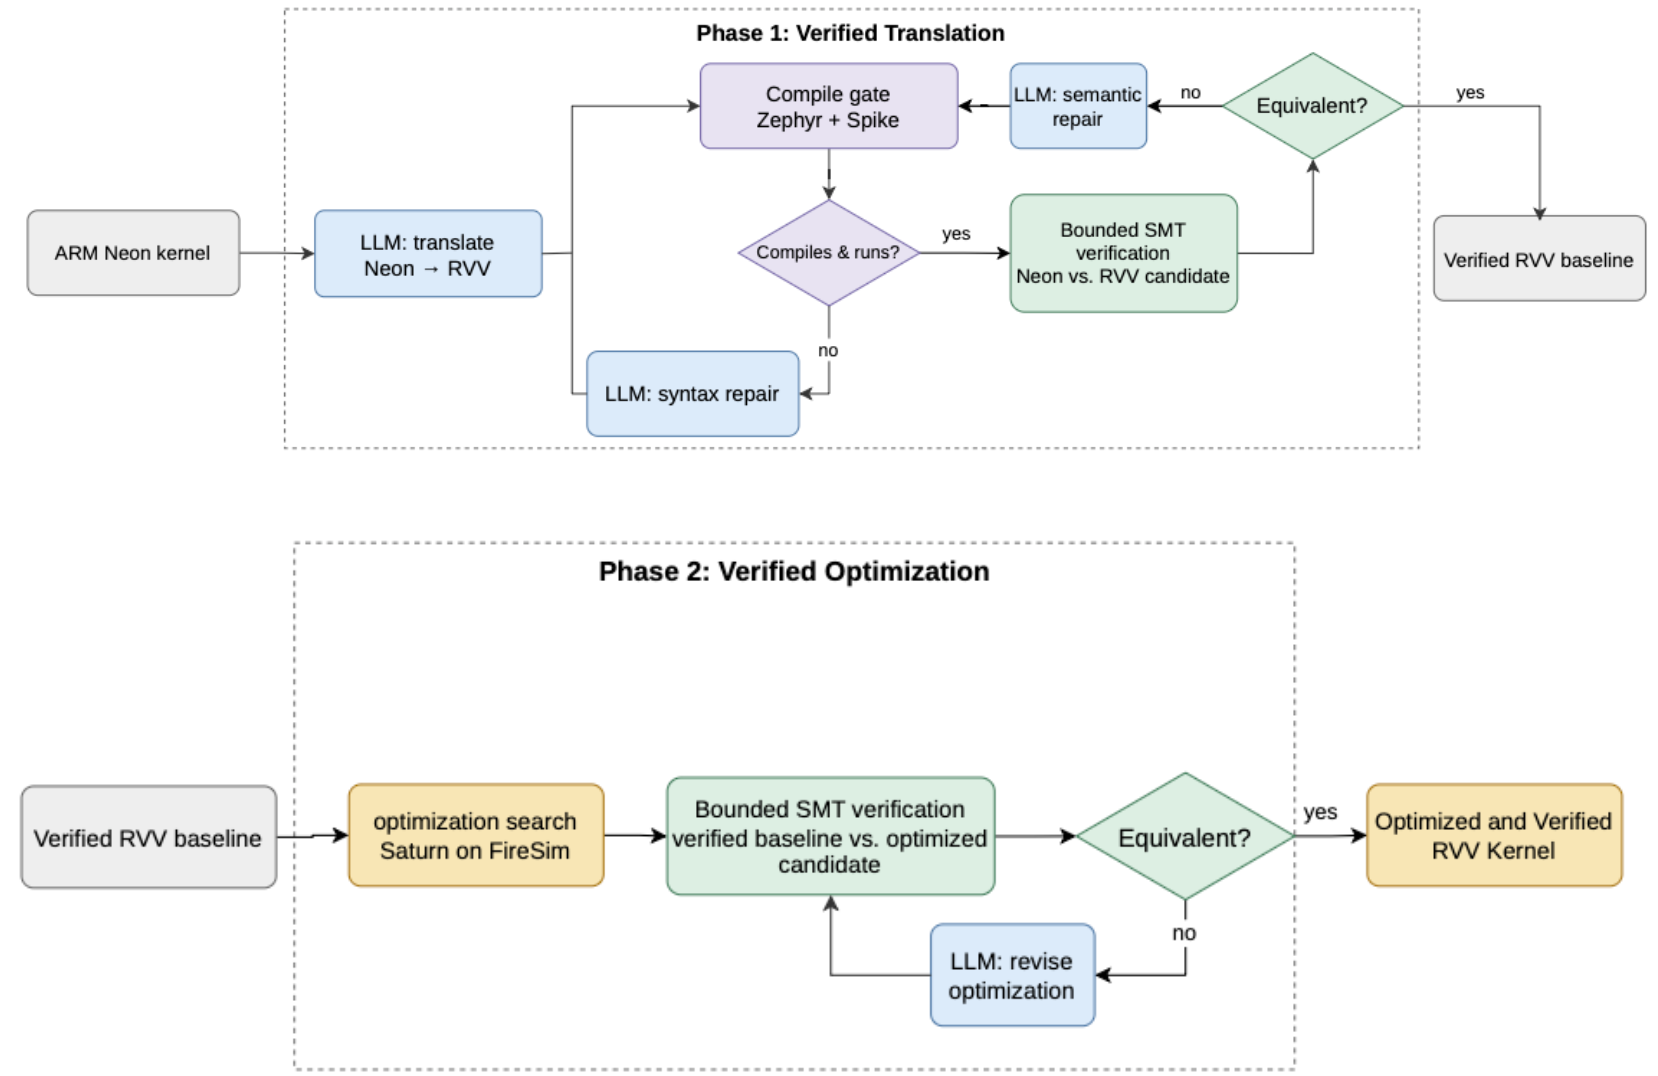 Phase 1: Verified Translation
Compile gate
Zephyr + Spike
LLM: semantic
repair
no
Equivalent?
yes
ARM Neon kernel
LLM: translate
Neon → RVV
Compiles & runs?
yes
Bounded SMT
verification
Neon vs. RVV candidate
Verified RVV baseline
no
LLM: syntax repair
Phase 2: Verified Optimization
Verified RVV baseline
optimization search
Saturn on FireSim
Bounded SMT verification
verified baseline vs. optimized
candidate
Equivalent?
yes
Optimized and Verified
RVV Kernel
no
LLM: revise
optimization